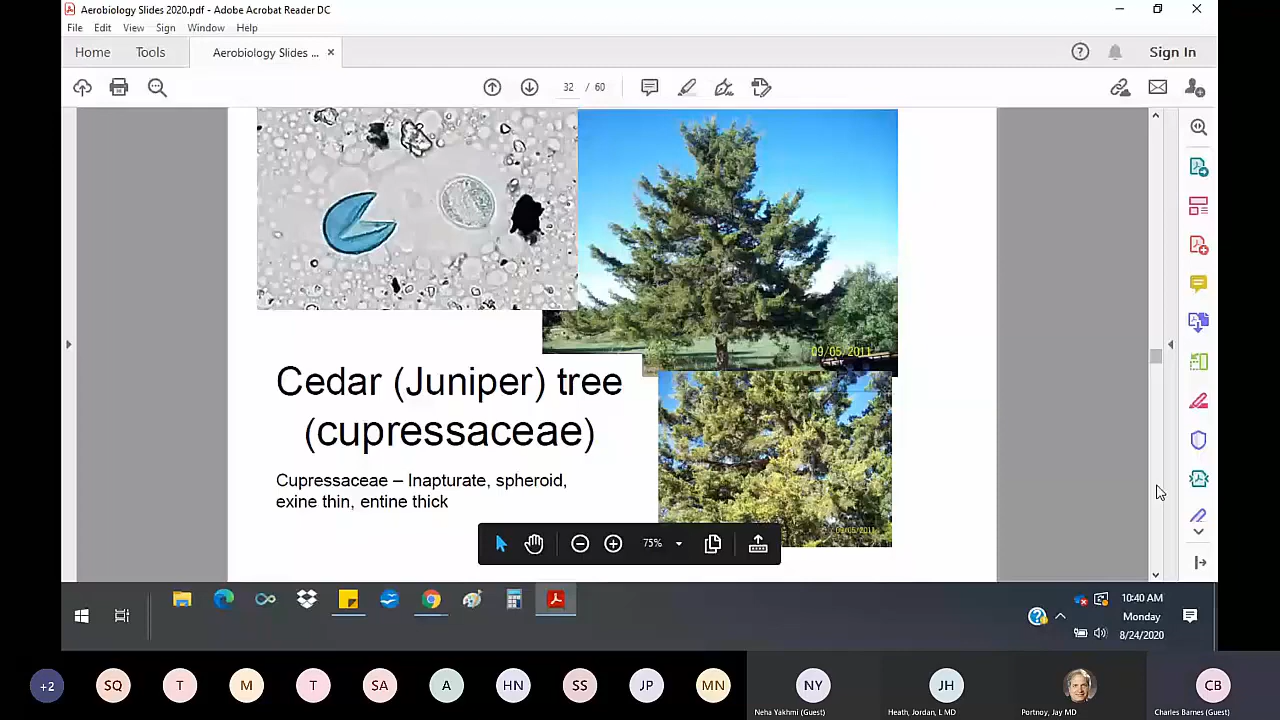 Aerobiology Slides 2020.pdf - Adobe Acrobat Reader DC
File Edit View Sign Window Help
Home Tools Aerobiology Slides ... Sign In
32 / 60
09/05/2011
Cedar (Juniper) tree
(cupressaceae)
Cupressaceae – Inapturate, spheroid,
exine thin, entine thick
09/05/2011
75%
10:40 AM
Monday
8/24/2020
+2 SQ T M T SA A HN SS JP MN NY JH CB
Neha Yakhmi (Guest) Heath, Jordan, L MD Portnoy, Jay MD Charles Barnes (Guest)